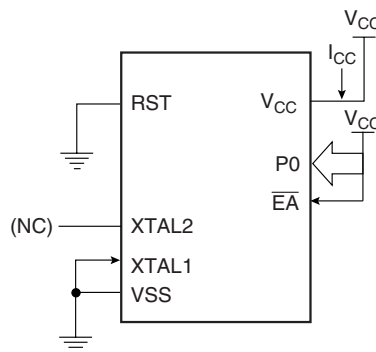 VCC
ICC
RST
VCC
VCC
P0
EA
(NC)
XTAL2
XTAL1
VSS